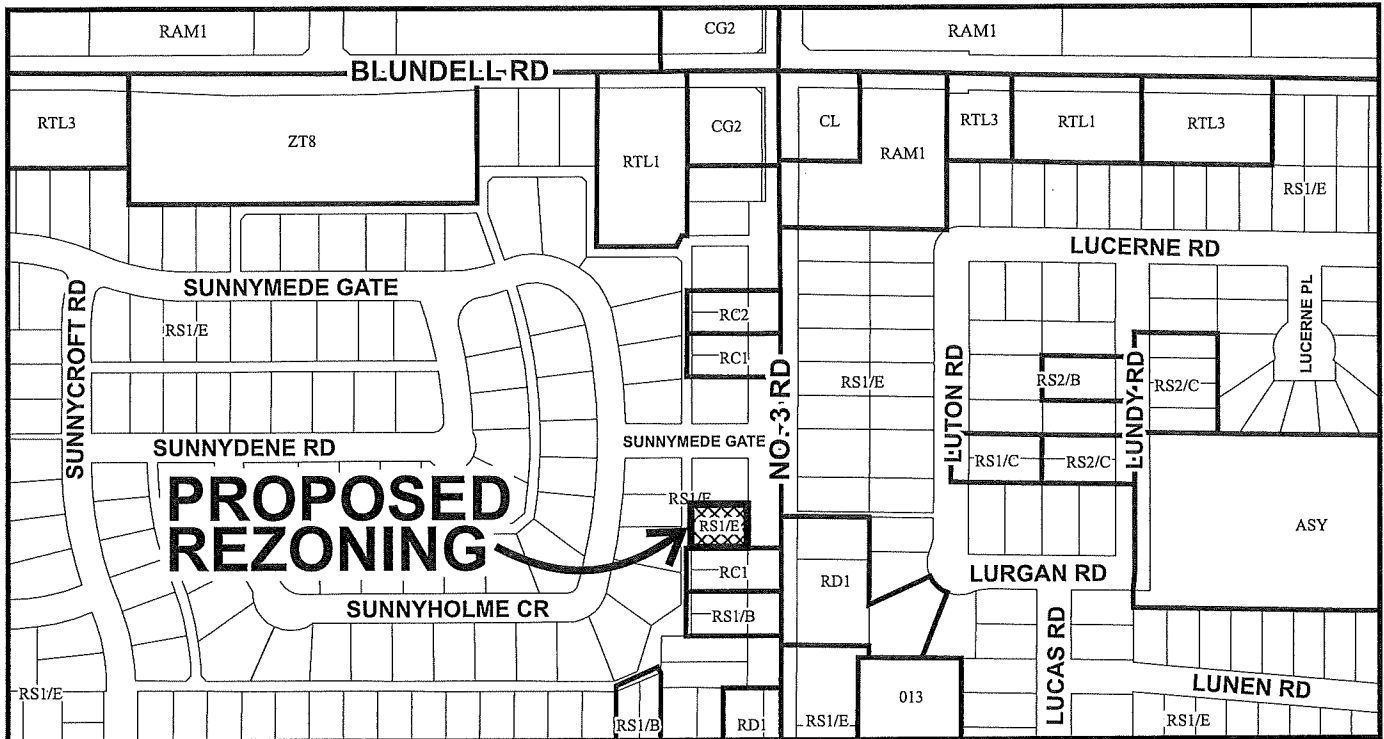 RAM1
CG2
RAM1
BLUNDELL RD
RTL3
ZT8
RTL1
CG2
CL
RAM1
RTL3
RTL1
RTL3
RS1/E
LUCERNE RD
SUNNYMEDE GATE
SUNNYCROFT RD
RS1/E
RC2
RC1
NO. 3 RD
RS1/E
LUTON RD
RS2/B
LUNDY RD
RS2/C
LUCERNE PL
SUNNYDENE RD
SUNNYMEDE GATE
RS1/C
RS2/C
PROPOSED
REZONING
RS1/E
RS1/E
ASY
RC1
RD1
LURGAN RD
SUNNYHOLME CR
RS1/B
LUCAS RD
RS1/E
RS1/B
RD1
RS1/E
013
LUNEN RD
RS1/E